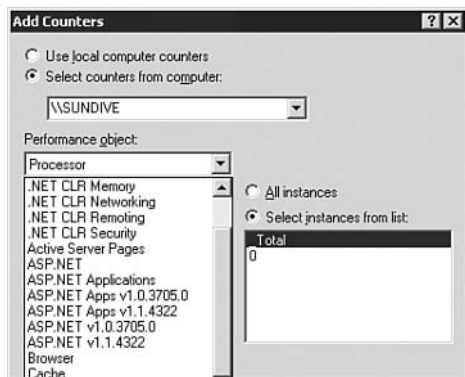 Add Counters
Use local computer counters
Select counters from computer:
\\SUNDIVE
Performance object:
Processor
.NET CLR Memory
.NET CLR Networking
.NET CLR Remoting
.NET CLR Security
Active Server Pages
ASP.NET
ASP.NET Applications
ASP.NET Apps v1.0.3705.0
ASP.NET Apps v1.1.4322
ASP.NET v1.0.3705.0
ASP.NET v1.1.4322
Browser
Cache
All instances
Select instances from list:
_Total
0